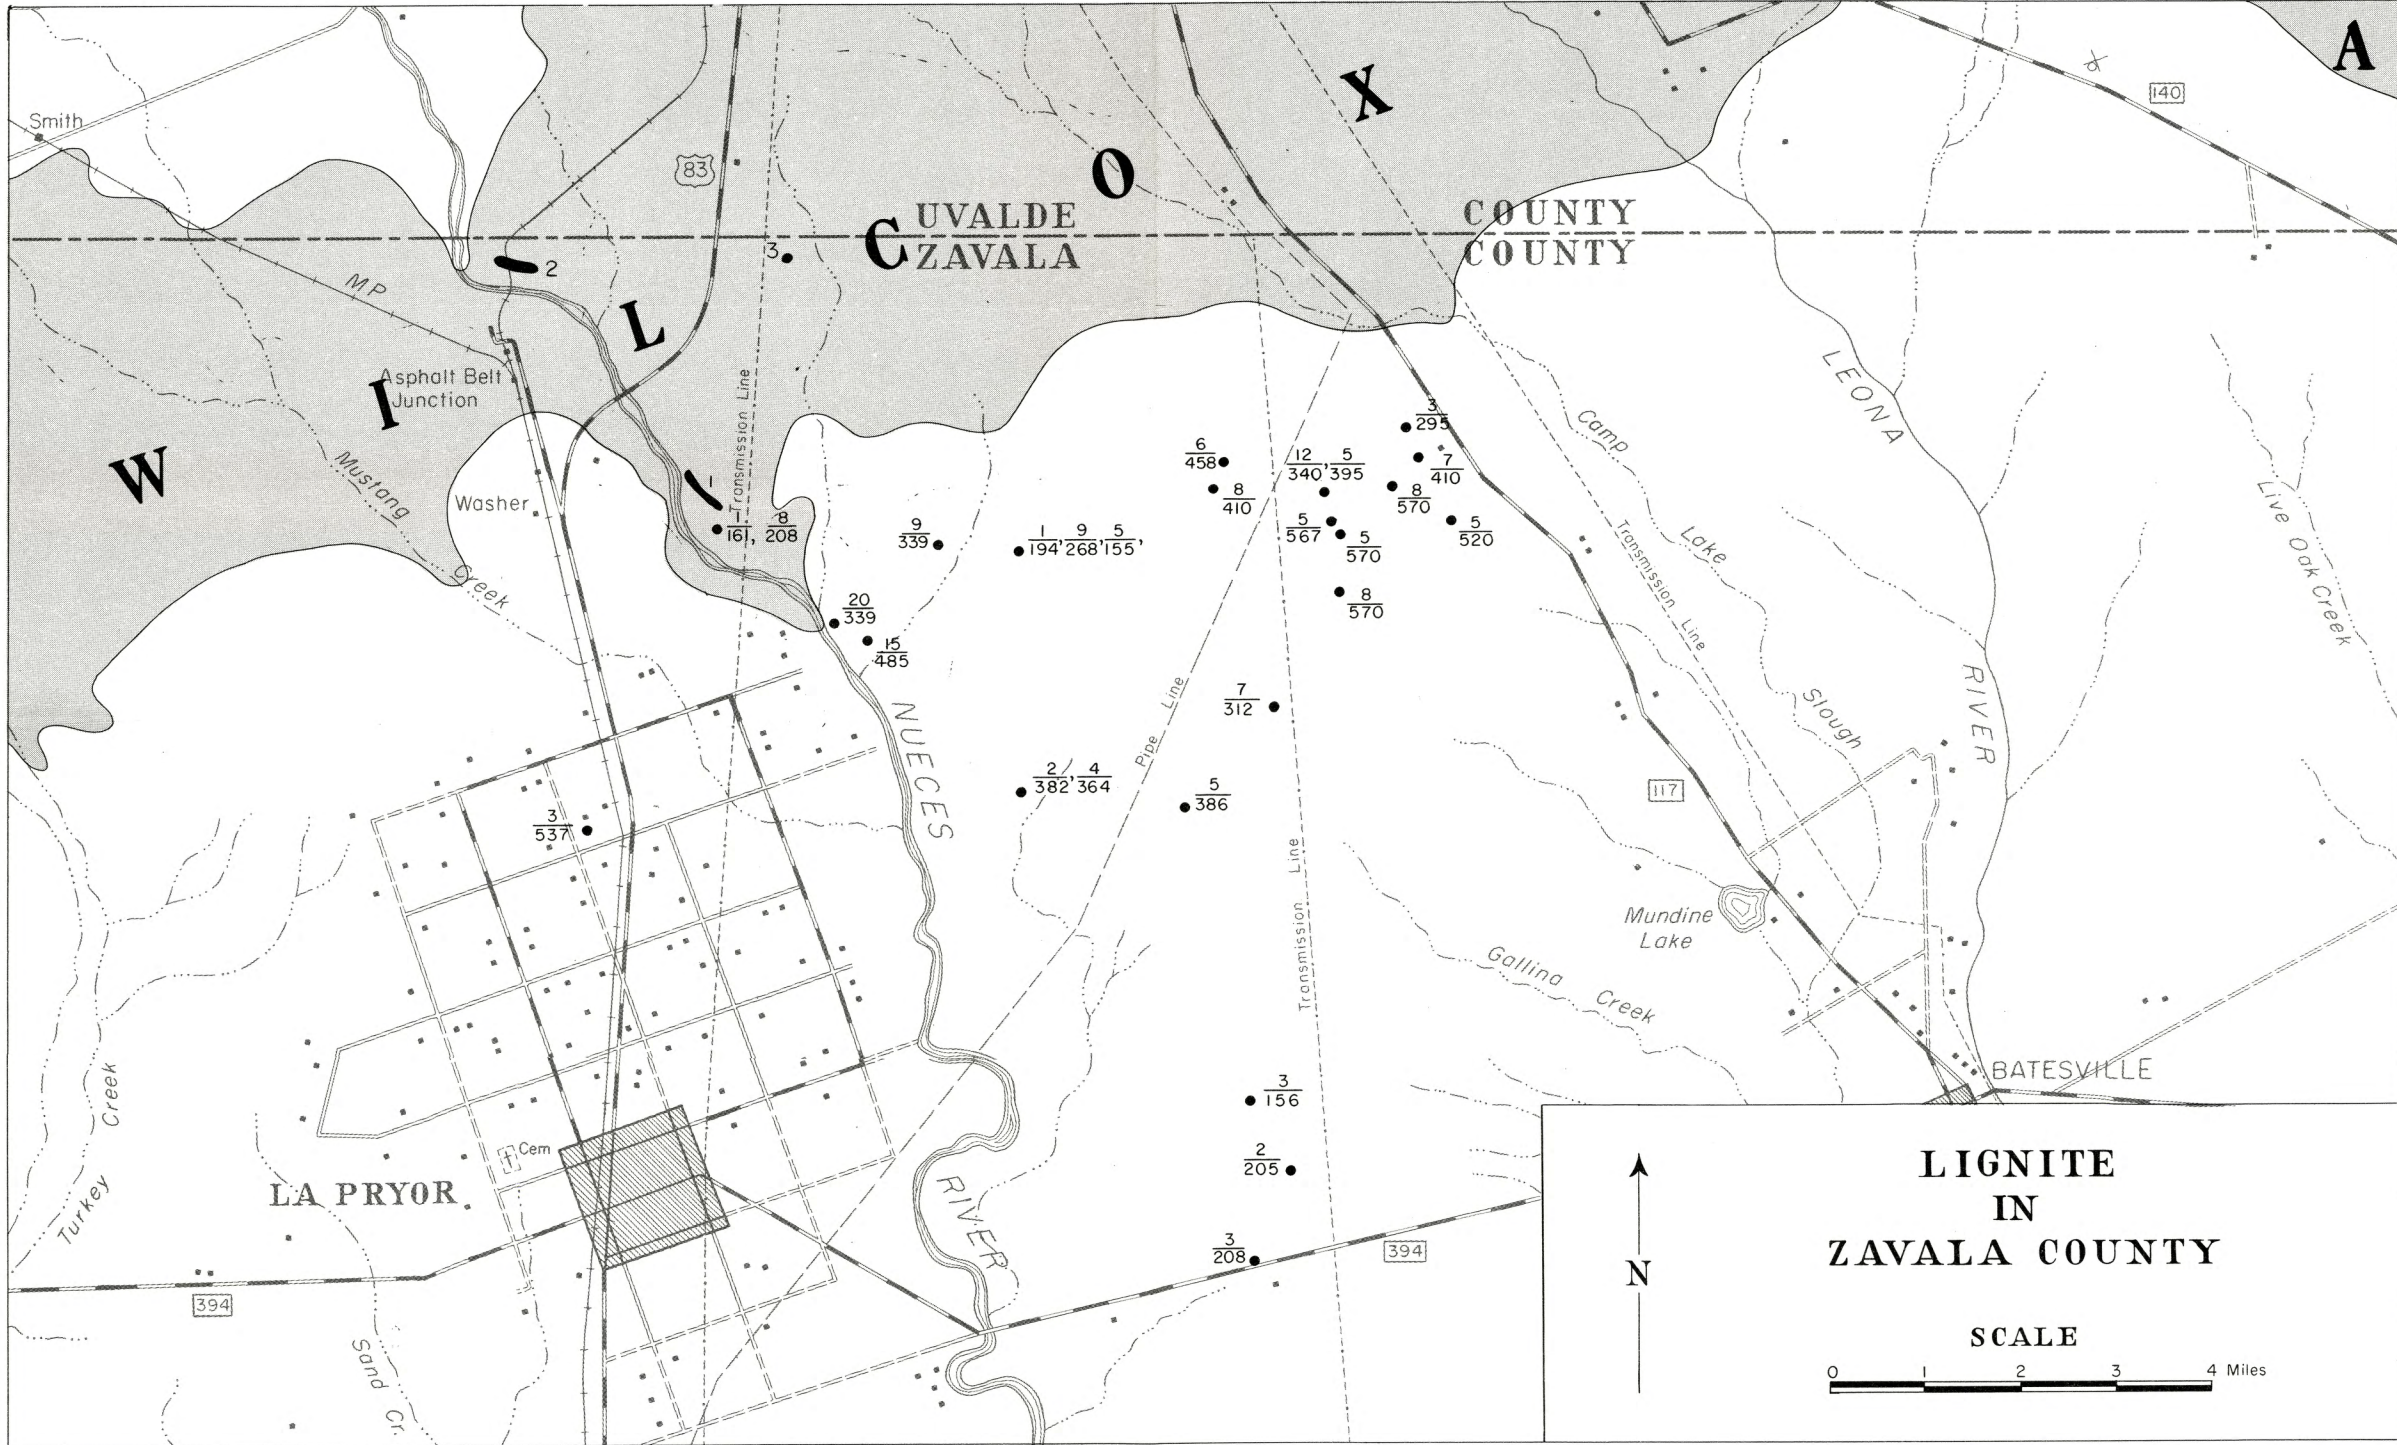 W I L C O X
A
140
Smith
83
UVALDE COUNTY
ZAVALA COUNTY
3
2
MP
Asphalt Belt
Junction
LEONA
RIVER
Transmission Line
Mustang
Creek
Washer
1
1/161, 8/208
9/339
1/194, 9/268, 5/155,
6/458
8/410
12/340, 5/395
3/295
7/410
8/570
5/520
5/567
5/570
8/570
Camp
Lake
Slough
Transmission Line
Live Oak Creek
20/339
15/485
NUECES
RIVER
Pipe Line
7/312
2/382, 4/364
5/386
3/537
117
Transmission Line
Mundine
Lake
Gallina Creek
BATESVILLE
3/156
2/205
3/208
394
Turkey
Creek
Cem
LA PRYOR
394
Sand Cr.
N
LIGNITE
IN
ZAVALA COUNTY
SCALE
0 1 2 3 4 Miles